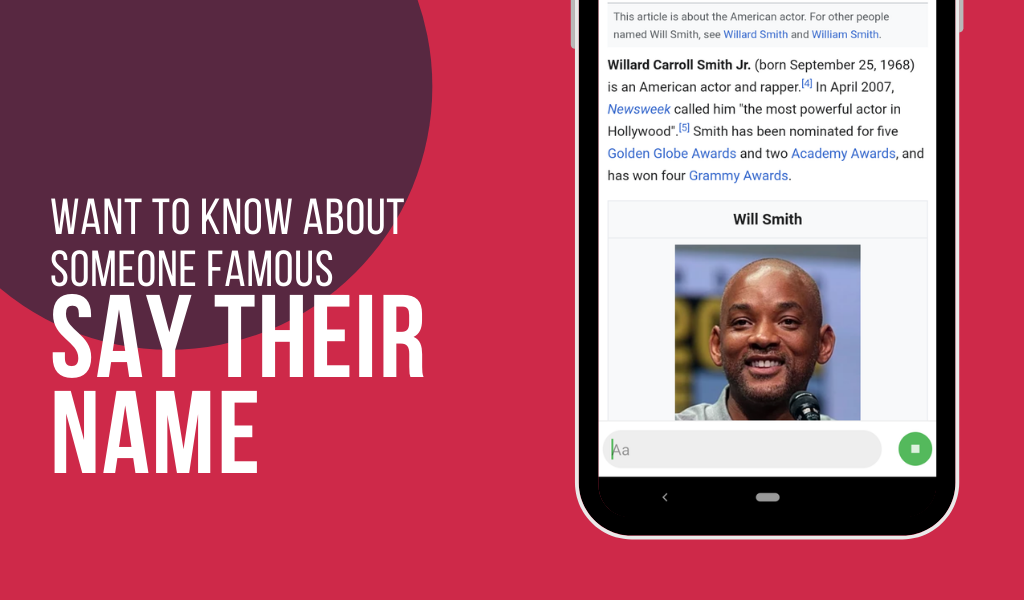 WANT TO KNOW ABOUT
SOMEONE FAMOUS
SAY THEIR
NAME
This article is about the American actor. For other people
named Will Smith, see Willard Smith and William Smith.
Willard Carroll Smith Jr. (born September 25, 1968)
is an American actor and rapper.[4] In April 2007,
Newsweek called him "the most powerful actor in
Hollywood".[5] Smith has been nominated for five
Golden Globe Awards and two Academy Awards, and
has won four Grammy Awards.
Will Smith
Aa